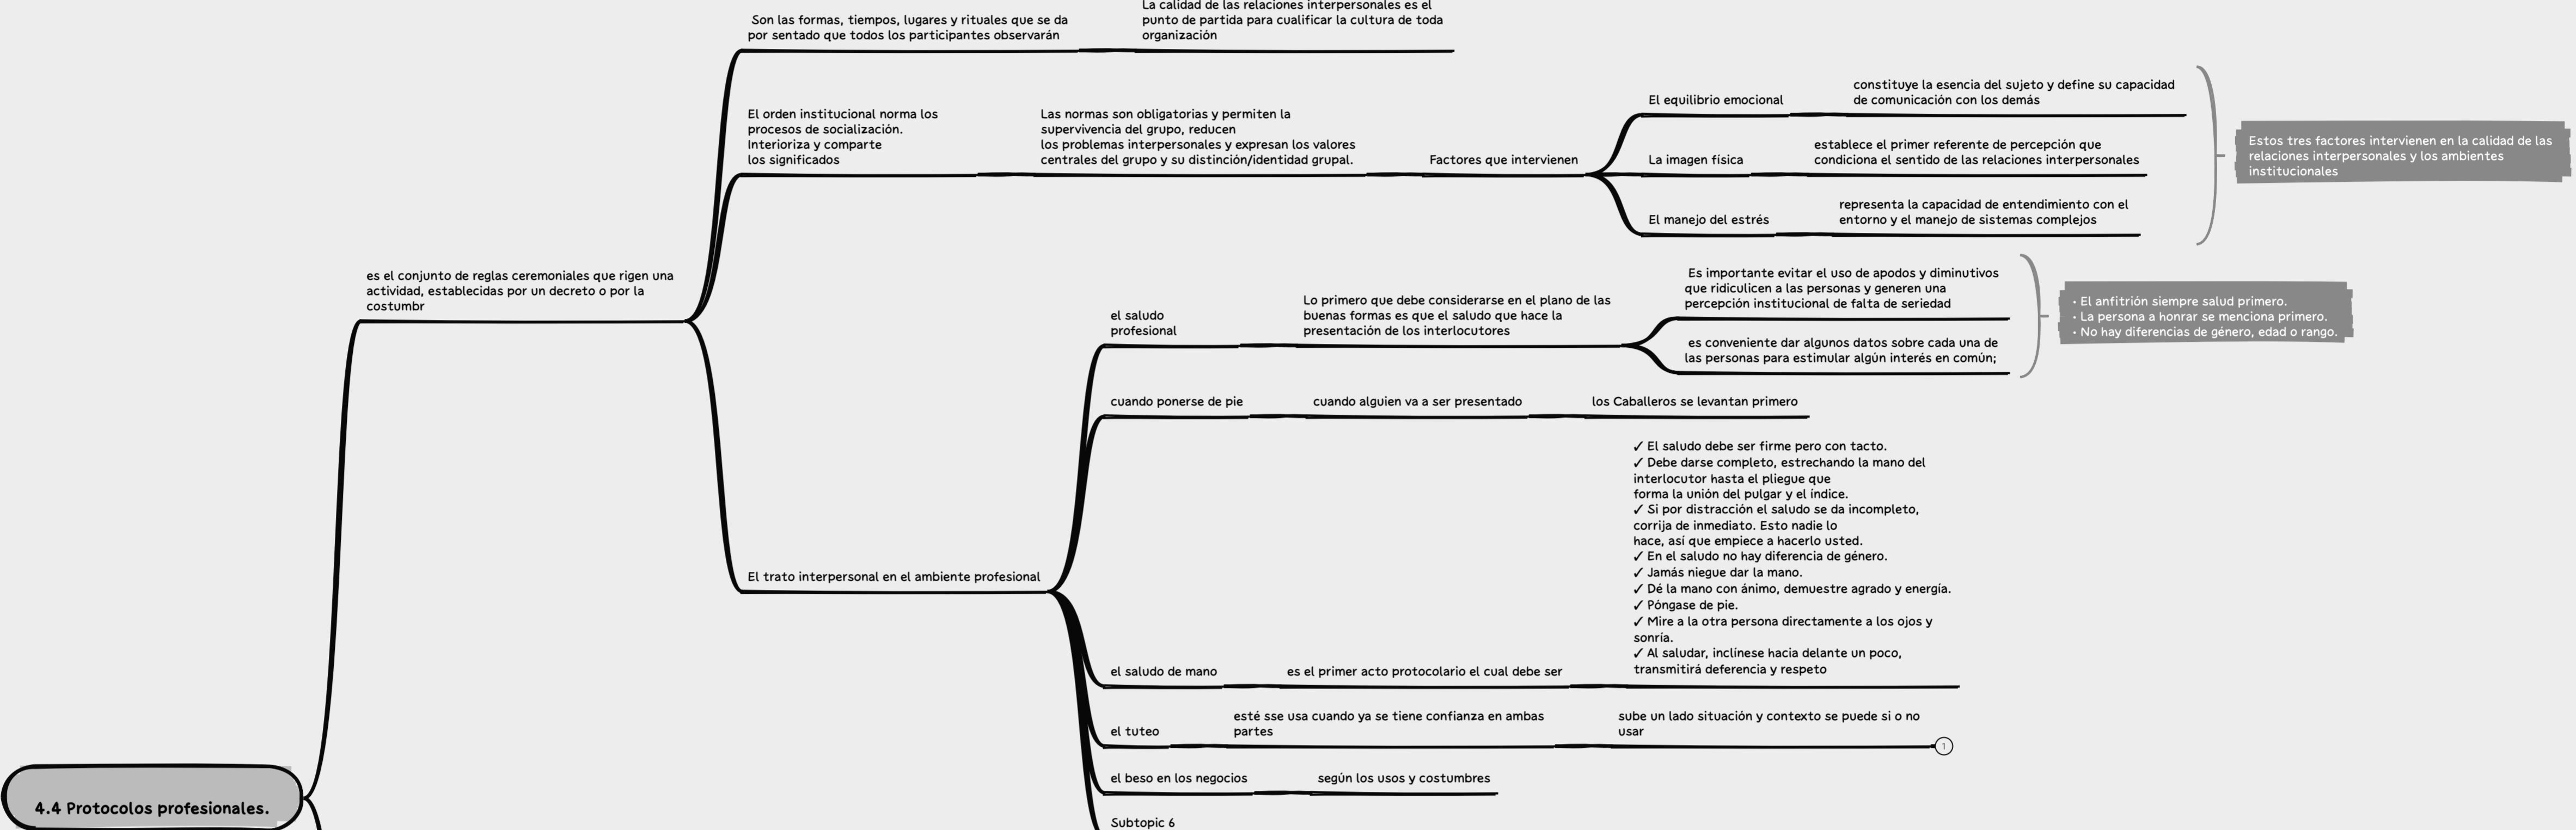 La calidad de las relaciones interpersonales es el
punto de partida para cualificar la cultura de toda
organización
Son las formas, tiempos, lugares y rituales que se da
por sentado que todos los participantes observarán
El orden institucional norma los
procesos de socialización.
Interioriza y comparte
los significados
Las normas son obligatorias y permiten la
supervivencia del grupo, reducen
los problemas interpersonales y expresan los valores
centrales del grupo y su distinción/identidad grupal.
Factores que intervienen
El equilibrio emocional
constituye la esencia del sujeto y define su capacidad
de comunicación con los demás
La imagen física
establece el primer referente de percepción que
condiciona el sentido de las relaciones interpersonales
El manejo del estrés
representa la capacidad de entendimiento con el
entorno y el manejo de sistemas complejos
Estos tres factores intervienen en la calidad de las
relaciones interpersonales y los ambientes
institucionales
es el conjunto de reglas ceremoniales que rigen una
actividad, establecidas por un decreto o por la
costumbr
El trato interpersonal en el ambiente profesional
el saludo
profesional
Lo primero que debe considerarse en el plano de las
buenas formas es que el saludo que hace la
presentación de los interlocutores
Es importante evitar el uso de apodos y diminutivos
que ridiculicen a las personas y generen una
percepción institucional de falta de seriedad
es conveniente dar algunos datos sobre cada una de
las personas para estimular algún interés en común;
• El anfitrión siempre salud primero.
• La persona a honrar se menciona primero.
• No hay diferencias de género, edad o rango.
cuando ponerse de pie
cuando alguien va a ser presentado
los Caballeros se levantan primero
el saludo de mano
es el primer acto protocolario el cual debe ser
✓ El saludo debe ser firme pero con tacto.
✓ Debe darse completo, estrechando la mano del
interlocutor hasta el pliegue que
forma la unión del pulgar y el índice.
✓ Si por distracción el saludo se da incompleto,
corrija de inmediato. Esto nadie lo
hace, así que empiece a hacerlo usted.
✓ En el saludo no hay diferencia de género.
✓ Jamás niegue dar la mano.
✓ Dé la mano con ánimo, demuestre agrado y energía.
✓ Póngase de pie.
✓ Mire a la otra persona directamente a los ojos y
sonría.
✓ Al saludar, inclínese hacia delante un poco,
transmitirá deferencia y respeto
el tuteo
esté sse usa cuando ya se tiene confianza en ambas
partes
sube un lado situación y contexto se puede si o no
usar
1
el beso en los negocios
según los usos y costumbres
Subtopic 6
4.4 Protocolos profesionales.